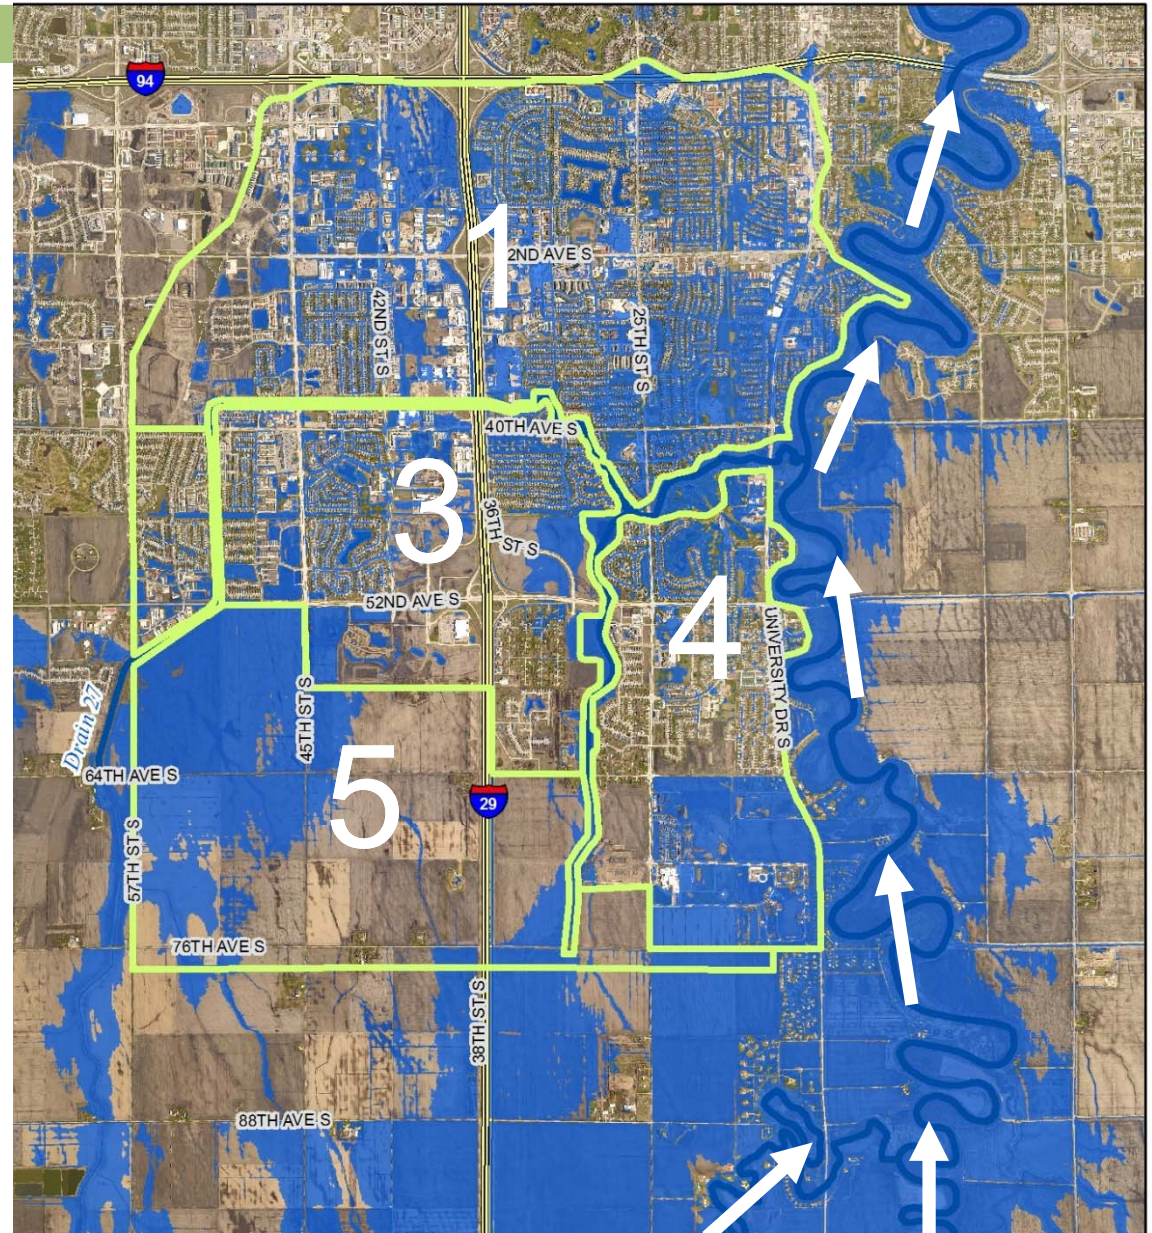 94
1
2ND AVE S
42ND ST S
25TH ST S
40TH AVE S
3
36TH ST S
52ND AVE S
4
UNIVERSITY DR S
Drain 27
45TH ST S
64TH AVE S
5
29
57TH ST S
76TH AVE S
38TH ST S
88TH AVE S